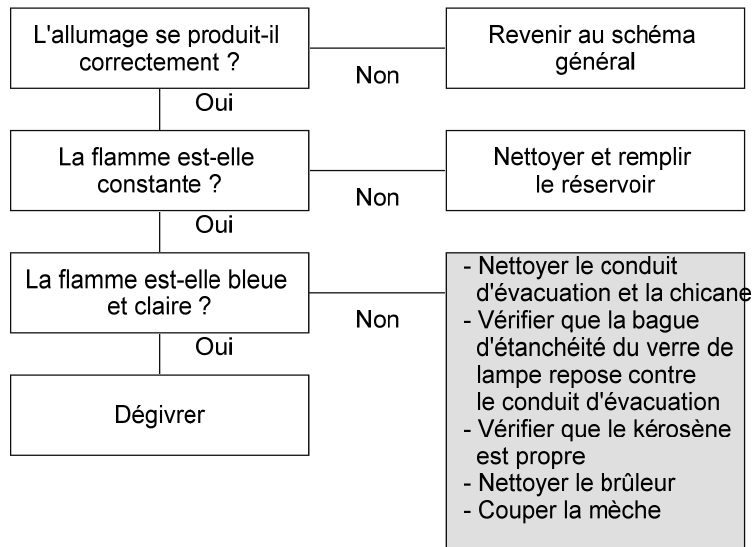 L'allumage se produit-il
correctement ?
Non
Revenir au schéma
général
Oui
La flamme est-elle
constante ?
Non
Nettoyer et remplir
le réservoir
Oui
La flamme est-elle bleue
et claire ?
Non
- Nettoyer le conduit
d'évacuation et la chicane
- Vérifier que la bague
d'étanchéité du verre de
lampe repose contre
le conduit d'évacuation
- Vérifier que le kérosène
est propre
- Nettoyer le brûleur
- Couper la mèche
Oui
Dégivrer